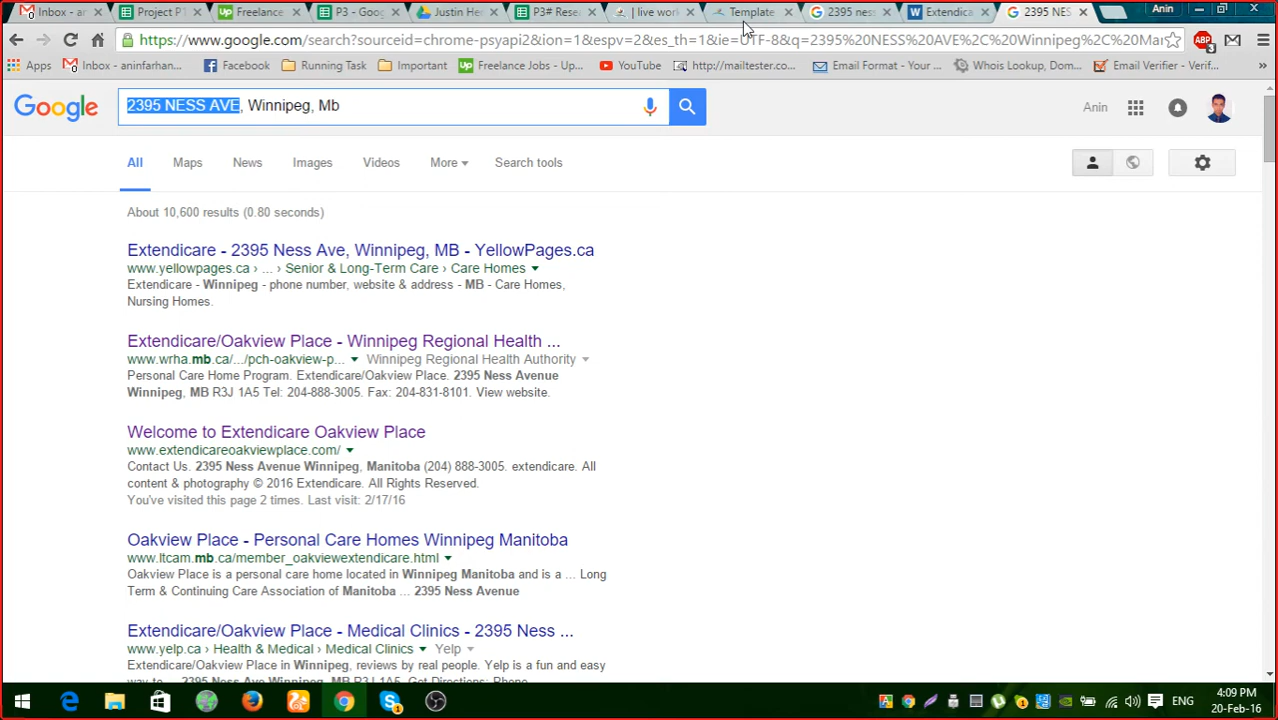 Inbox - an
Project PT
Freelance
P3 - Goog
Justin He
P3# Rese
| live work
Template
2395 ness
Extendica
2395 NES
Anin
https://www.google.com/search?sourceid=chrome-psyapi2&ion=1&espv=2&es_th=1&ie=UTF-8&q=2395%20NESS%20AVE%2C%20Winnipeg%2C%20Mar
3
Apps
Inbox - aninfarhan...
Facebook
Running Task
Important
Freelance Jobs - Up...
YouTube
http://mailtester.co...
Email Format - Your ...
Whois Lookup, Dom...
Email Verifier - Verif...
»
Google
2395 NESS AVE, Winnipeg, Mb
Anin
All Maps News Images Videos More Search tools
About 10,600 results (0.80 seconds)
Extendicare - 2395 Ness Ave, Winnipeg, MB - YellowPages.ca
www.yellowpages.ca › ... › Senior & Long-Term Care › Care Homes
Extendicare - Winnipeg - phone number, website & address - MB - Care Homes,
Nursing Homes.
Extendicare/Oakview Place - Winnipeg Regional Health ...
www.wrha.mb.ca/.../pch-oakview-p... Winnipeg Regional Health Authority
Personal Care Home Program. Extendicare/Oakview Place. 2395 Ness Avenue
Winnipeg, MB R3J 1A5 Tel: 204-888-3005. Fax: 204-831-8101. View website.
Welcome to Extendicare Oakview Place
www.extendicareoakviewplace.com/
Contact Us. 2395 Ness Avenue Winnipeg, Manitoba (204) 888-3005. extendicare. All
content & photography © 2016 Extendicare. All Rights Reserved.
You've visited this page 2 times. Last visit: 2/17/16
Oakview Place - Personal Care Homes Winnipeg Manitoba
www.ltcam.mb.ca/member_oakviewextendicare.html
Oakview Place is a personal care home located in Winnipeg Manitoba and is a ... Long
Term & Continuing Care Association of Manitoba ... 2395 Ness Avenue
Extendicare/Oakview Place - Medical Clinics - 2395 Ness ...
www.yelp.ca › Health & Medical › Medical Clinics Yelp
Extendicare/Oakview Place in Winnipeg, reviews by real people. Yelp is a fun and easy
ENG
4:09 PM
20-Feb-16